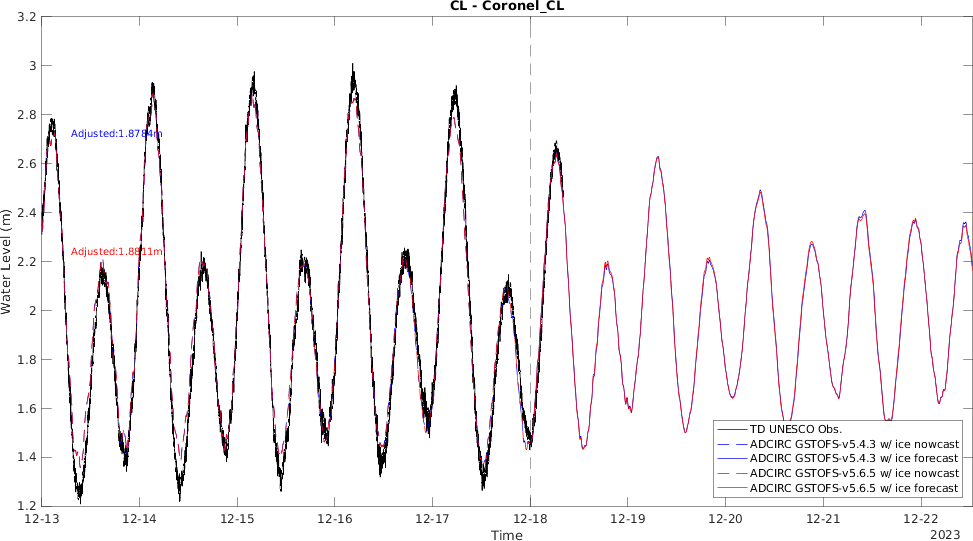 CL - Coronel_CL
3.2
3
2.8
2.6
2.4
2.2
2
1.8
1.6
1.4
1.2
Water Level (m)
Adjusted:1.8784m
Adjusted:1.8811m
TD UNESCO Obs.
ADCIRC GSTOFS-v5.4.3 w/ ice nowcast
ADCIRC GSTOFS-v5.4.3 w/ ice forecast
ADCIRC GSTOFS-v5.6.5 w/ ice nowcast
ADCIRC GSTOFS-v5.6.5 w/ ice forecast
12-13 12-14 12-15 12-16 12-17 12-18 12-19 12-20 12-21 12-22
Time
2023